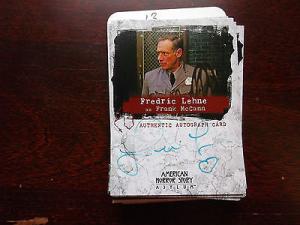 Fredric Lehne
as Frank McCann
AUTHENTIC AUTOGRAPH CARD
AMERICAN
HORROR STORY
ASYLUM